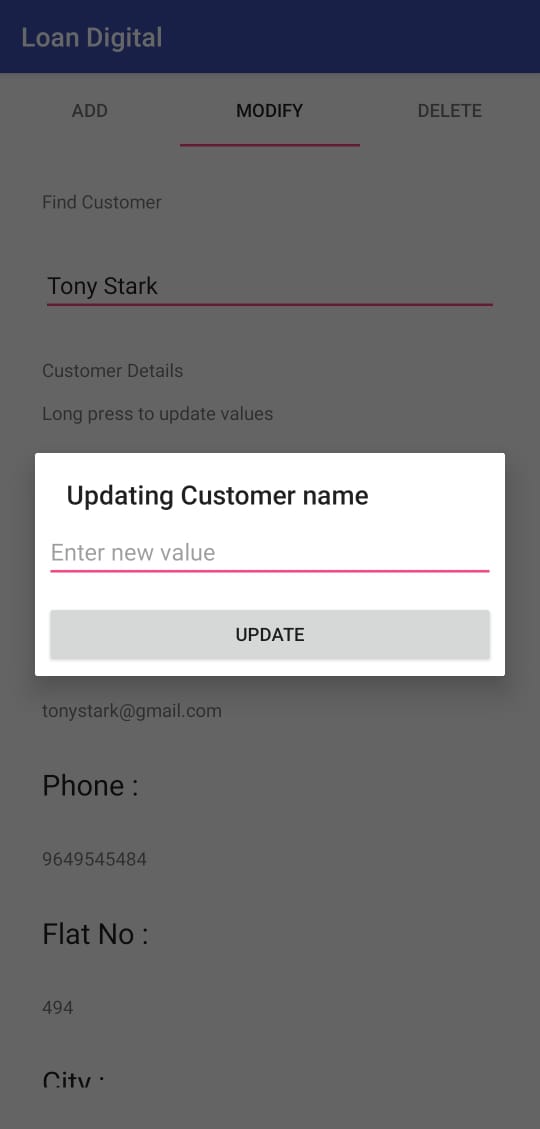 Loan Digital
ADD MODIFY DELETE
Find Customer
Tony Stark
Customer Details
Long press to update values
Updating Customer name
Enter new value
UPDATE
tonystark@gmail.com
Phone :
9649545484
Flat No :
494
City :